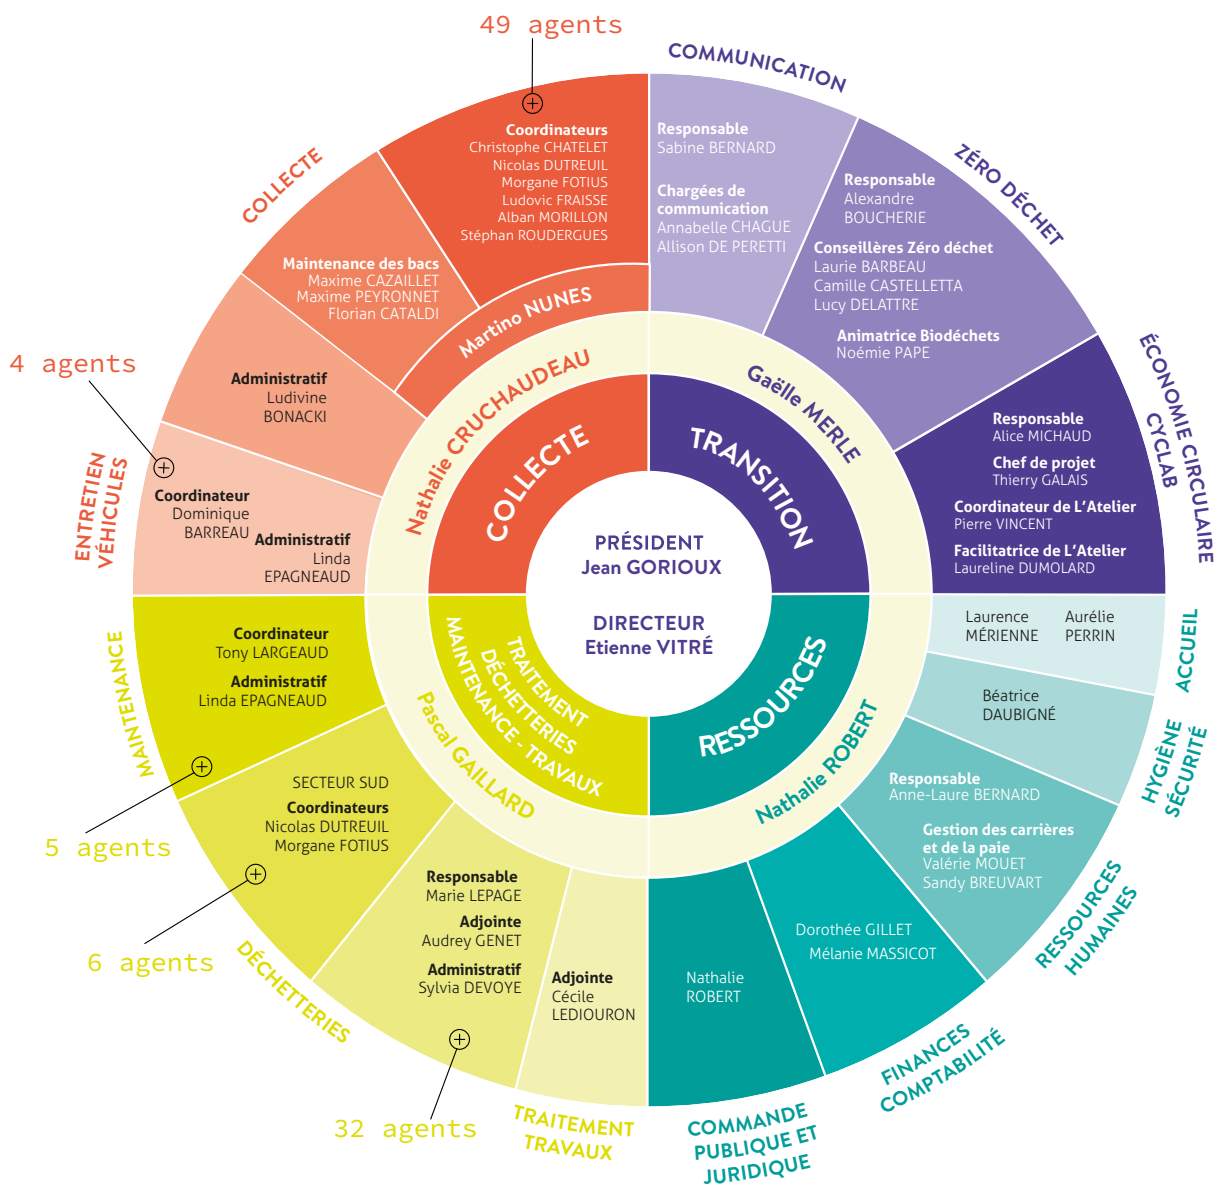 PRÉSIDENT
Jean GORIOUX
DIRECTEUR
Etienne VITRÉ
COLLECTE
Nathalie CRUCHAUDEAU
Martino NUNES
COLLECTE
49 agents
Coordinateurs
Christophe CHATELET
Nicolas DUTREUIL
Morgane FOTIUS
Ludovic FRAISSE
Alban MORILLON
Stéphan ROUDERGUES
Maintenance des bacs
Maxime CAZAILLET
Maxime PEYRONNET
Florian CATALDI
Administratif
Ludivine
BONACKI
4 agents
ENTRETIEN
VÉHICULES
Coordinateur
Dominique
BARREAU
Administratif
Linda
EPAGNEAUD
TRANSITION
Gaëlle MERLE
COMMUNICATION
Responsable
Sabine BERNARD
Chargées de
communication
Annabelle CHAGUE
Allison DE PERETTI
ZÉRO DÉCHET
Responsable
Alexandre
BOUCHERIE
Conseillères Zéro déchet
Laurie BARBEAU
Camille CASTELLETTA
Lucy DELATTRE
Animatrice Biodéchets
Noémie PAPE
ÉCONOMIE CIRCULAIRE
CYCLAB
Responsable
Alice MICHAUD
Chef de projet
Thierry GALAIS
Coordinateur de L'Atelier
Pierre VINCENT
Facilitatrice de L'Atelier
Laureline DUMOLARD
RESSOURCES
Nathalie ROBERT
ACCUEIL
Laurence
MÉRIENNE
Aurélie
PERRIN
HYGIÈNE
SÉCURITÉ
Béatrice
DAUBIGNÉ
RESSOURCES
HUMAINES
Responsable
Anne-Laure BERNARD
Gestion des carrières
et de la paie
Valérie MOUET
Sandy BREUVART
FINANCES
COMPTABILITÉ
Dorothée GILLET
Mélanie MASSICOT
COMMANDE
PUBLIQUE ET
JURIDIQUE
Nathalie
ROBERT
TRAITEMENT
DÉCHETTERIES
MAINTENANCE - TRAVAUX
Pascal GAILLARD
MAINTENANCE
Coordinateur
Tony LARGEAUD
Administratif
Linda EPAGNEAUD
5 agents
DÉCHETTERIES
SECTEUR SUD
Coordinateurs
Nicolas DUTREUIL
Morgane FOTIUS
6 agents
Responsable
Marie LEPAGE
Adjointe
Audrey GENET
Administratif
Sylvia DEVOYE
32 agents
TRAITEMENT
TRAVAUX
Adjointe
Cécile
LEDIOURON